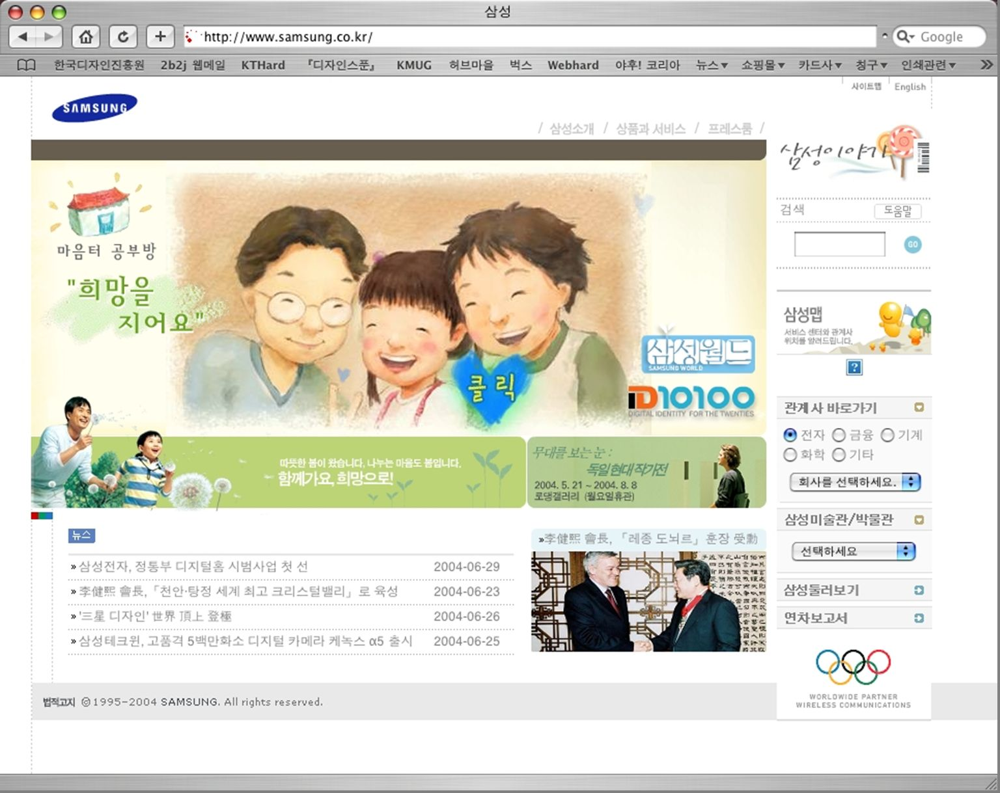 삼성
http://www.samsung.co.kr/
Google
한국디자인진흥원 2b2j 웹메일 KTHard 『디자인스푼』 KMUG 허브마을 벅스 Webhard 야후! 코리아 뉴스 쇼핑몰 카드사 청구 인쇄관련
사이트맵 English
SAMSUNG
/ 삼성소개 / 상품과 서비스 / 프레스룸 /
삼성이야기
검색 도움말
GO
마음터 공부방
"희망을
지어요"
클릭
삼성월드
SAMSUNG WORLD
iD10100
DIGITAL IDENTITY FOR THE TWENTIES
삼성맵
서비스 센터와 관계사
위치를 알려드립니다.
?
관계사 바로가기
전자 금융 기계
화학 기타
회사를 선택하세요.
따뜻한 봄이 왔습니다, 나누는 마음도 봄입니다.
함께가요, 희망으로!
무대를 보는 눈 :
독일현대작가전
2004. 5. 21 ~ 2004. 8. 8
로댕갤러리 (월요일휴관)
삼성미술관/박물관
선택하세요
삼성둘러보기
연차보고서
뉴스
» 삼성전자, 정통부 디지털홈 시범사업 첫 선 2004-06-29
» 李健熙 會長,「천안·탕정 세계 최고 크리스털밸리」로 육성 2004-06-23
» '三星 디자인' 世界 頂上 登極 2004-06-26
» 삼성테크윈, 고품격 5백만화소 디지털 카메라 케녹스 α5 출시 2004-06-25
»李健熙 會長, 「레종 도뇌르」 훈장 受勳
WORLDWIDE PARTNER
WIRELESS COMMUNICATIONS
법적고지 ©1995-2004 SAMSUNG. All rights reserved.